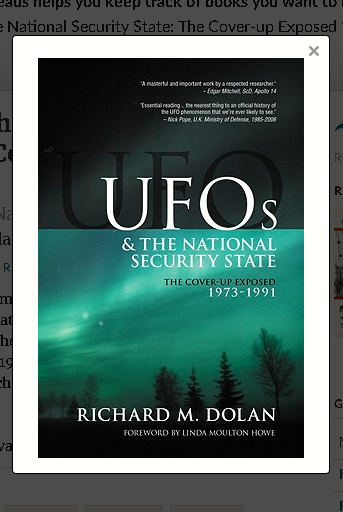 eads helps you keep track of books you want to
e National Security State: The Cover-up Exposed
×
"A masterful and important work by a respected researcher."
– Edgar Mitchell, ScD, Apollo 14
"Essential reading... the nearest thing to an official history of
the UFO phenomenon that we're ever likely to see."
– Nick Pope, U.K. Ministry of Defense, 1985-2006
UFO
UFOs
& THE NATIONAL
SECURITY STATE
THE COVER-UP EXPOSED
1973-1991
RICHARD M. DOLAN
FOREWORD BY LINDA MOULTON HOWE